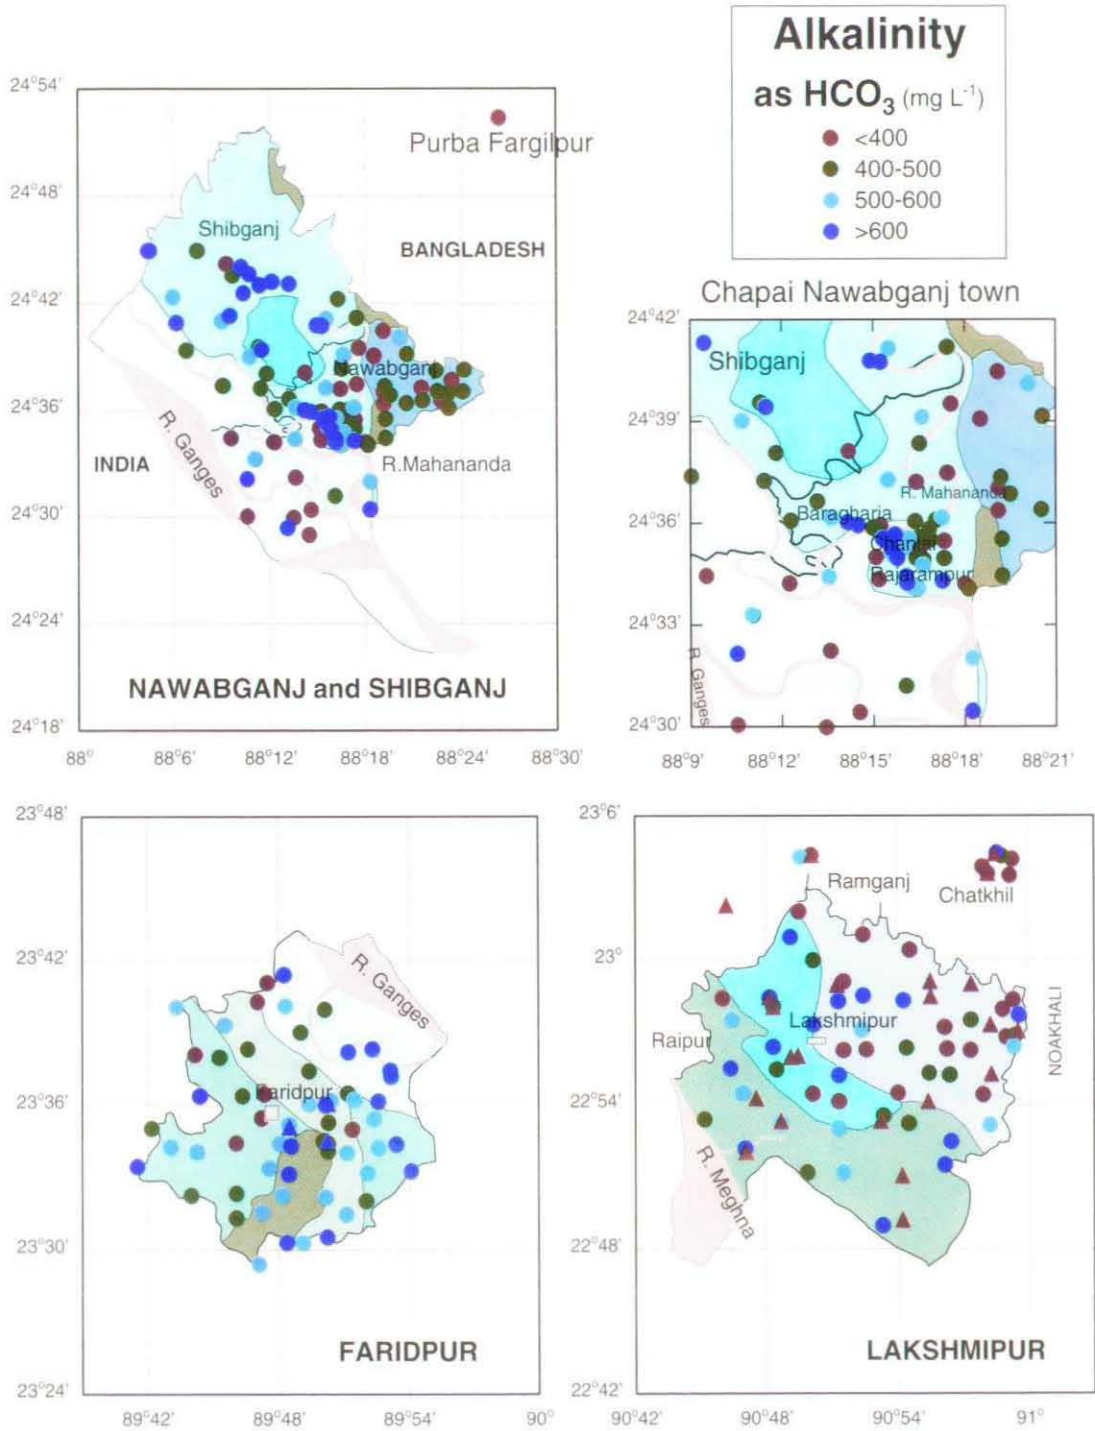 Alkalinity
as HCO₃ (mg L⁻¹)
<400
400-500
500-600
>600
24°54'
24°48'
24°42'
24°36'
24°30'
24°24'
24°18'
Purba Fargilpur
Shibganj
BANGLADESH
Nawabganj
R. Ganges
INDIA
R.Mahananda
NAWABGANJ and SHIBGANJ
88°
88°6'
88°12'
88°14'
88°19'
88°24'
88°30'
Chapai Nawabganj town
24°42'
24°39'
24°36'
24°33'
24°30'
Shibganj
R. Mahananda
Baragharia
Chanlai
Rajarampur
R. Ganges
88°9'
88°12'
88°15'
88°18'
88°21'
23°48'
23°42'
23°36'
23°30'
23°24'
R. Ganges
Faridpur
FARIDPUR
89°42'
89°48'
89°54'
90°
23°6'
23°
22°54'
22°48'
22°42'
Ramganj
Chatkhil
Lakshmipur
Raipur
NOAKHALI
R. Meghna
LAKSHMIPUR
90°42'
90°48'
90°54'
91°